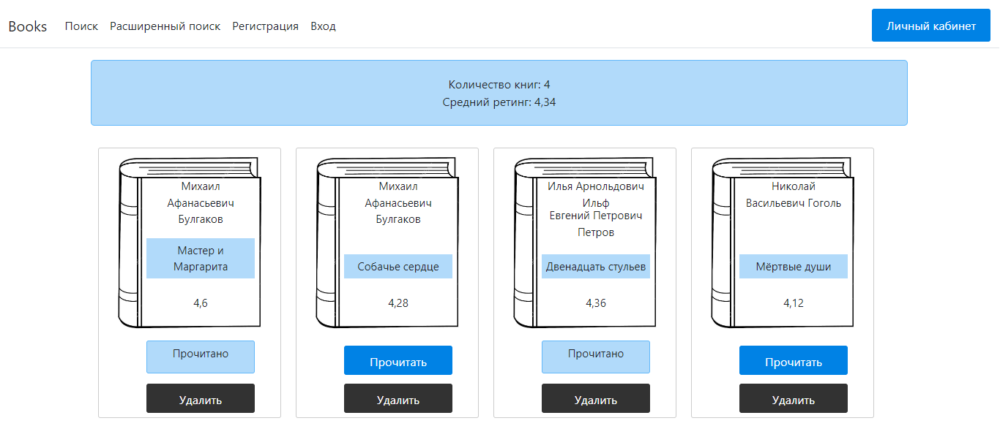 Books Поиск Расширенный поиск Регистрация Вход Личный кабинет
Количество книг: 4
Средний ретинг: 4,34
Михаил
Афанасьевич
Булгаков
Мастер и
Маргарита
4,6
Прочитано
Удалить
Михаил
Афанасьевич
Булгаков
Собачье сердце
4,28
Прочитать
Удалить
Илья Арнольдович
Ильф
Евгений Петрович
Петров
Двенадцать стульев
4,36
Прочитано
Удалить
Николай
Васильевич Гоголь
Мёртвые души
4,12
Прочитать
Удалить